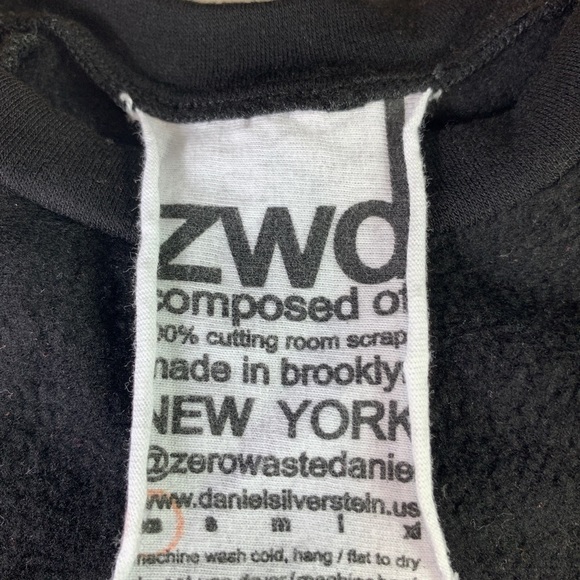 zwd
composed of
00% cutting room scrap
made in brookly
NEW YORK
@zerowastedanie
www.danielsilverstein.us
s m l xl
machine wash cold, hang / flat to dry